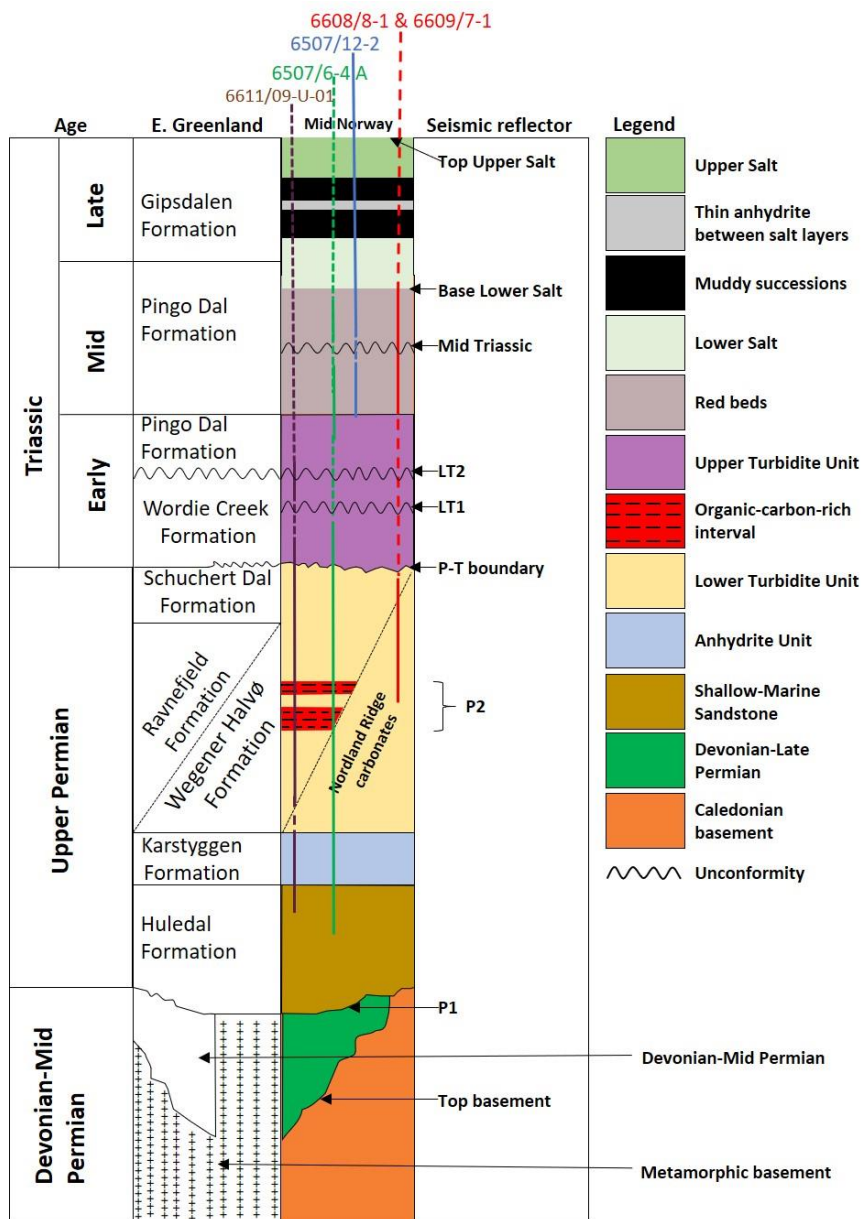 6608/8-1 & 6609/7-1
6507/12-2
6507/6-4 A
6611/09-U-01
Age
E. Greenland
Mid Norway
Seismic reflector
Legend
Triassic
Late
Mid
Early
Upper Permian
Devonian-Mid
Permian
Gipsdalen
Formation
Pingo Dal
Formation
Pingo Dal
Formation
Wordie Creek
Formation
Schuchert Dal
Formation
Ravnefjeld
Formation
Wegener Halvø
Formation
Karstyggen
Formation
Huledal
Formation
Nordland Ridge
carbonates
Top Upper Salt
Base Lower Salt
Mid Triassic
LT2
LT1
P-T boundary
P2
P1
Top basement
Devonian-Mid Permian
Metamorphic basement
Upper Salt
Thin anhydrite
between salt layers
Muddy successions
Lower Salt
Red beds
Upper Turbidite Unit
Organic-carbon-rich
interval
Lower Turbidite Unit
Anhydrite Unit
Shallow-Marine
Sandstone
Devonian-Late
Permian
Caledonian
basement
Unconformity